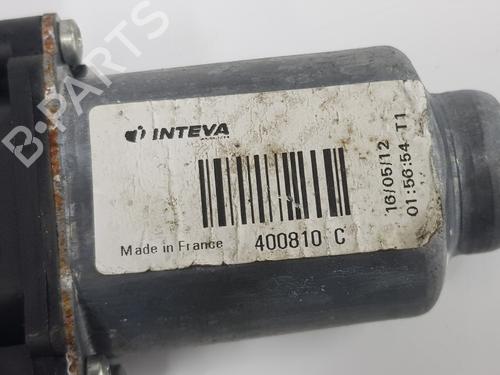 B-PARTS
INTEVA
Made in France
400810 C
16/05/12
01:56:54-T1